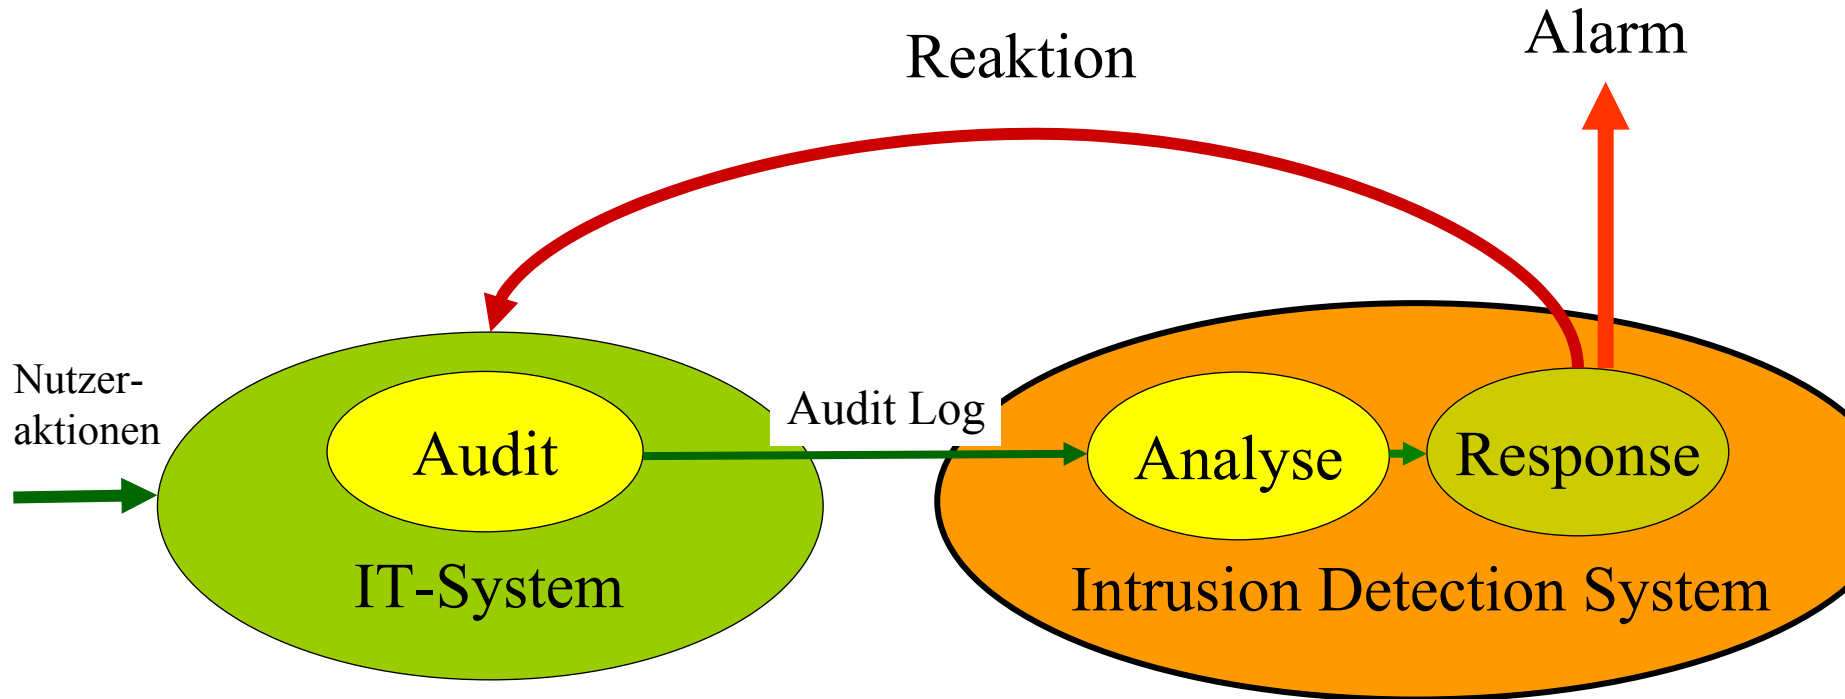 Reaktion
Alarm
Nutzer-
aktionen
Audit Log
Audit
Analyse
Response
IT-System
Intrusion Detection System